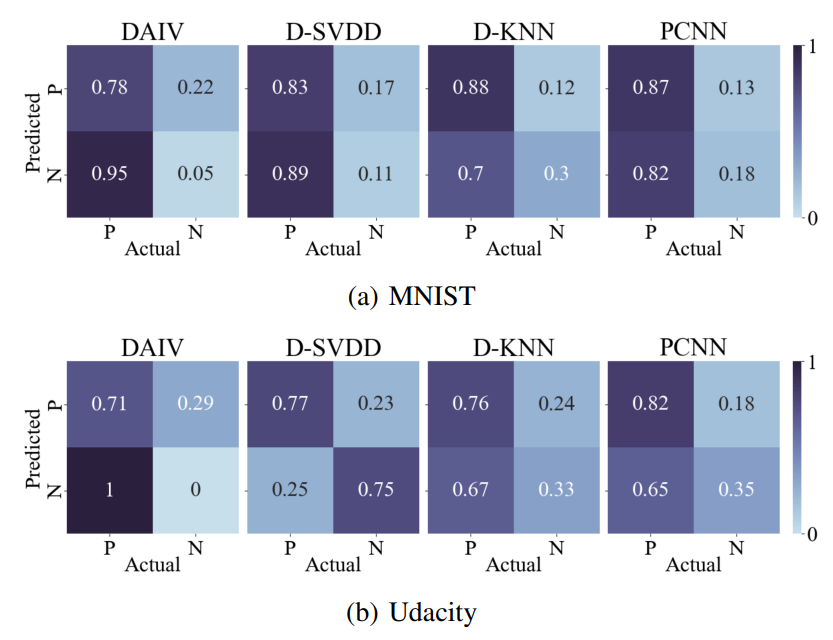 DAIV D-SVDD D-KNN PCNN
1
Predicted
P 0.78 0.22 0.83 0.17 0.88 0.12 0.87 0.13
N 0.95 0.05 0.89 0.11 0.7 0.3 0.82 0.18
0
P N P N P N P N
Actual Actual Actual Actual
(a) MNIST
DAIV D-SVDD D-KNN PCNN
1
Predicted
P 0.71 0.29 0.77 0.23 0.76 0.24 0.82 0.18
N 1 0 0.25 0.75 0.67 0.33 0.65 0.35
0
P N P N P N P N
Actual Actual Actual Actual
(b) Udacity